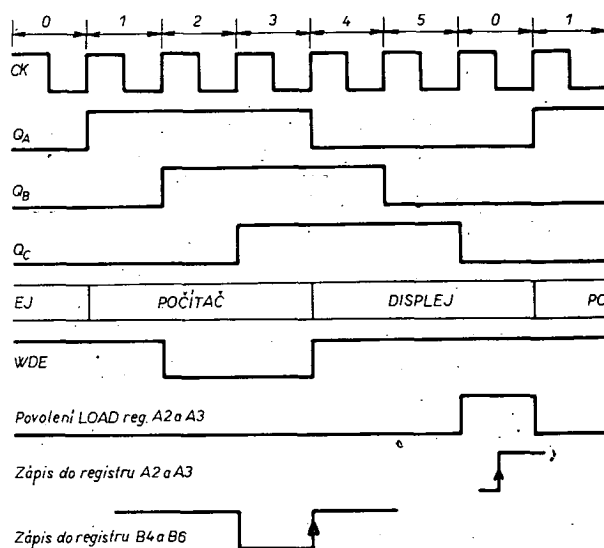 0 1 2 3 4 5 0 1
CK
QA
QB
QC
EJ POČÍTAČ DISPLEJ PO
WDE
Povolení LOAD reg. A2 a A3
Zápis do registru A2 a A3
Zápis do registru B4 a B6